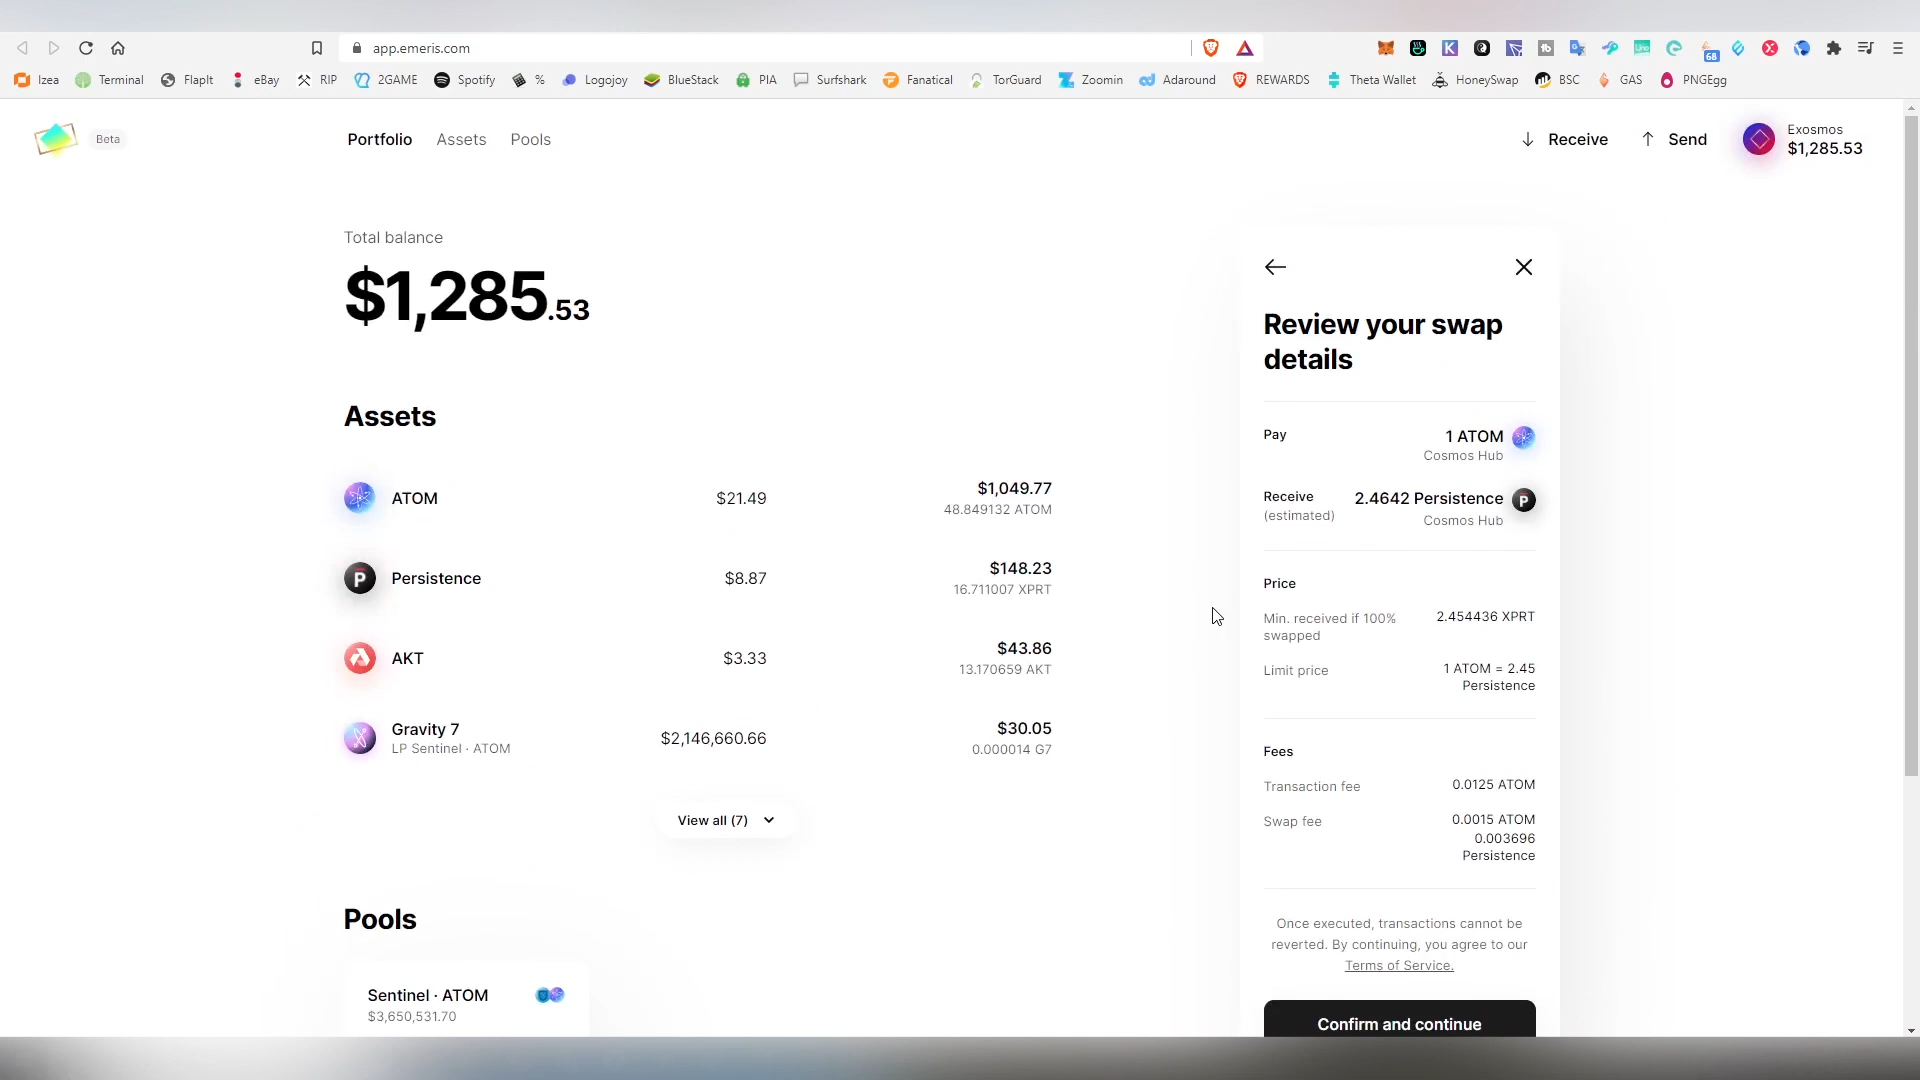 app.emeris.com
68
Izea
Terminal
FlapIt
eBay
RIP
2GAME
Spotify
%
Logojoy
BlueStack
PIA
Surfshark
Fanatical
TorGuard
Zoomin
Adaround
REWARDS
Theta Wallet
HoneySwap
BSC
GAS
PNGEgg
Beta
Portfolio
Assets
Pools
Receive
Send
Exosmos
$1,285.53
Total balance
$1,285.53
Assets
ATOM
$21.49
$1,049.77
48.849132 ATOM
Persistence
$8.87
$148.23
16.711007 XPRT
AKT
$3.33
$43.86
13.170659 AKT
Gravity 7
LP Sentinel · ATOM
$2,146,660.66
$30.05
0.000014 G7
View all (7)
Pools
Sentinel · ATOM
$3,650,531.70
Review your swap
details
Pay
1 ATOM
Cosmos Hub
Receive
(estimated)
2.4642 Persistence
Cosmos Hub
Price
Min. received if 100%
swapped
2.454436 XPRT
Limit price
1 ATOM = 2.45
Persistence
Fees
Transaction fee
0.0125 ATOM
Swap fee
0.0015 ATOM
0.003696
Persistence
Once executed, transactions cannot be
reverted. By continuing, you agree to our
Terms of Service.
Confirm and continue